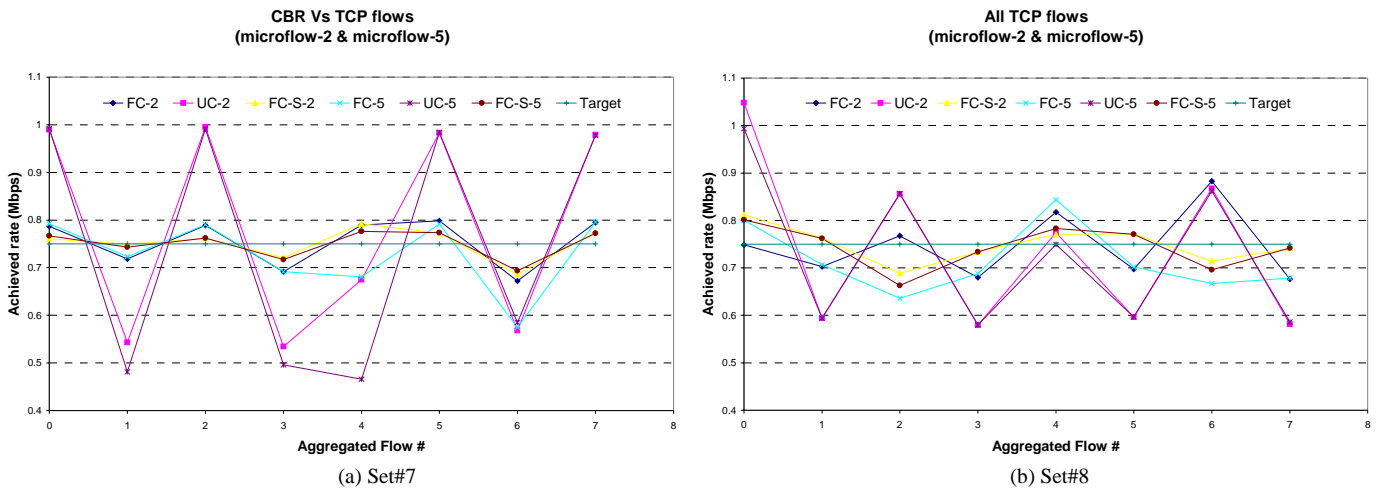 CBR Vs TCP flows
(microflow-2 & microflow-5)
1.1
1
0.9
0.8
0.7
0.6
0.5
0.4
Achieved rate (Mbps)
FC-2 UC-2 FC-S-2 FC-5 UC-5 FC-S-5 Target
0 1 2 3 4 5 6 7 8
Aggregated Flow #
(a) Set#7
All TCP flows
(microflow-2 & microflow-5)
1.1
1
0.9
0.8
0.7
0.6
0.5
0.4
Achieved rate (Mbps)
FC-2 UC-2 FC-S-2 FC-5 UC-5 FC-S-5 Target
0 1 2 3 4 5 6 7 8
Aggregated Flow #
(b) Set#8